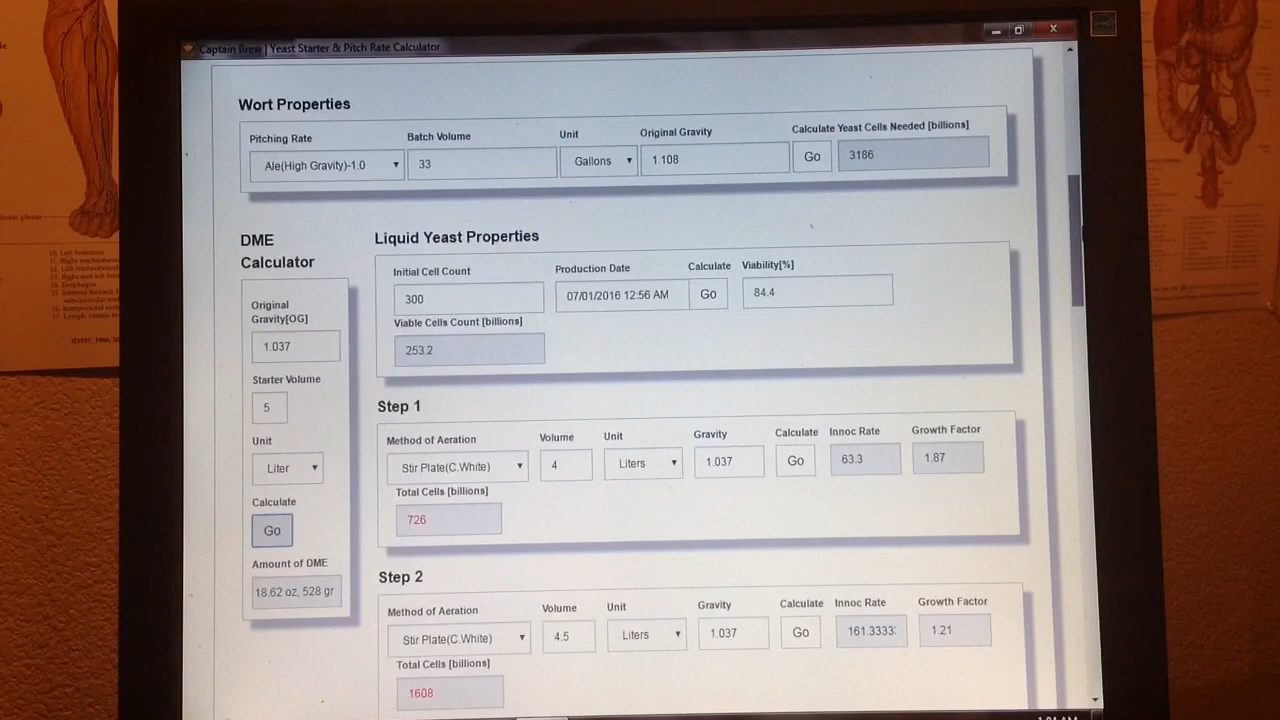 Captain Brew | Yeast Starter & Pitch Rate Calculator
Wort Properties
Pitching Rate
Batch Volume
Unit
Original Gravity
Calculate Yeast Cells Needed [billions]
Ale(High Gravity)-1.0
33
Gallons
1.108
Go
3186
DME
Calculator
Original
Gravity[OG]
1.037
Starter Volume
5
Unit
Liter
Calculate
Go
Amount of DME
18.62 oz, 528 gr
Liquid Yeast Properties
Initial Cell Count
Production Date
Calculate
Viability[%]
300
07/01/2016 12:56 AM
Go
84.4
Viable Cells Count [billions]
253.2
Step 1
Method of Aeration
Volume
Unit
Gravity
Calculate
Innoc Rate
Growth Factor
Stir Plate(C.White)
4
Liters
1.037
Go
63.3
1.87
Total Cells [billions]
726
Step 2
Method of Aeration
Volume
Unit
Gravity
Calculate
Innoc Rate
Growth Factor
Stir Plate(C.White)
4.5
Liters
1.037
Go
161.3333
1.21
Total Cells [billions]
1608